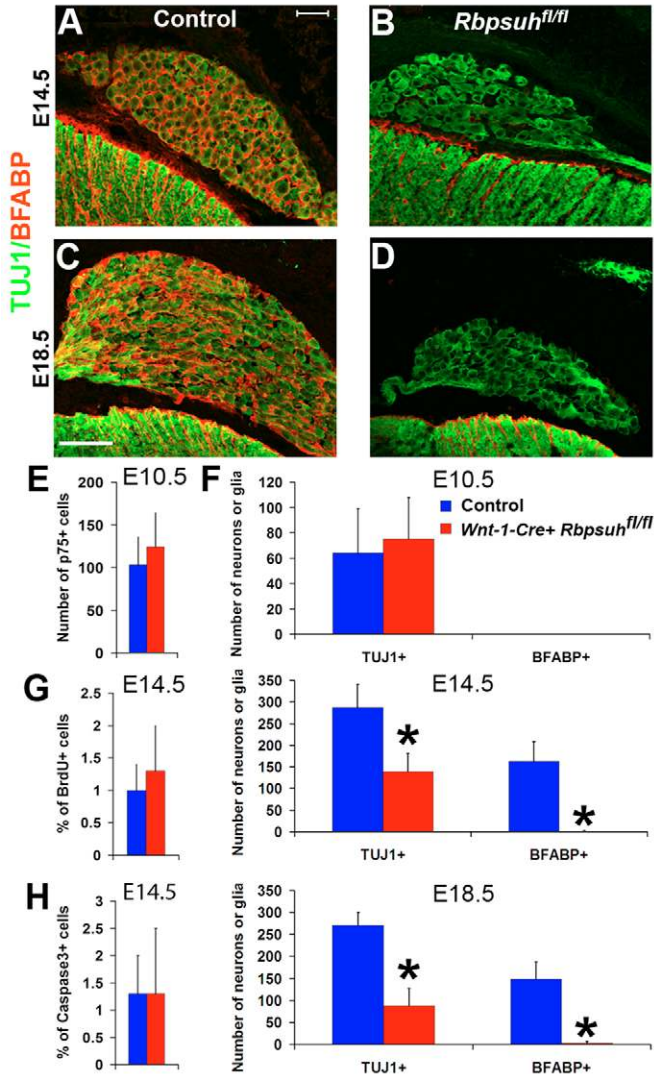 A Control
B Rbpsuhfl/fl
E14.5
TUJ1/BFABP
C
D
E18.5
E E10.5
Number of p75+ cells
200
150
100
50
0
F E10.5
Number of neurons or glia
120
100
80
60
40
20
0
Control
Wnt-1-Cre+ Rbpsuhfl/fl
TUJ1+ BFABP+
G E14.5
% of BrdU+ cells
2.5
2
1.5
1
0.5
0
E14.5
Number of neurons or glia
350
300
250
200
150
100
50
0
*
*
TUJ1+ BFABP+
H E14.5
% of Caspase3+ cells
3
2.5
2
1.5
1
0.5
0
E18.5
Number of neurons or glia
350
300
250
200
150
100
50
0
*
*
TUJ1+ BFABP+